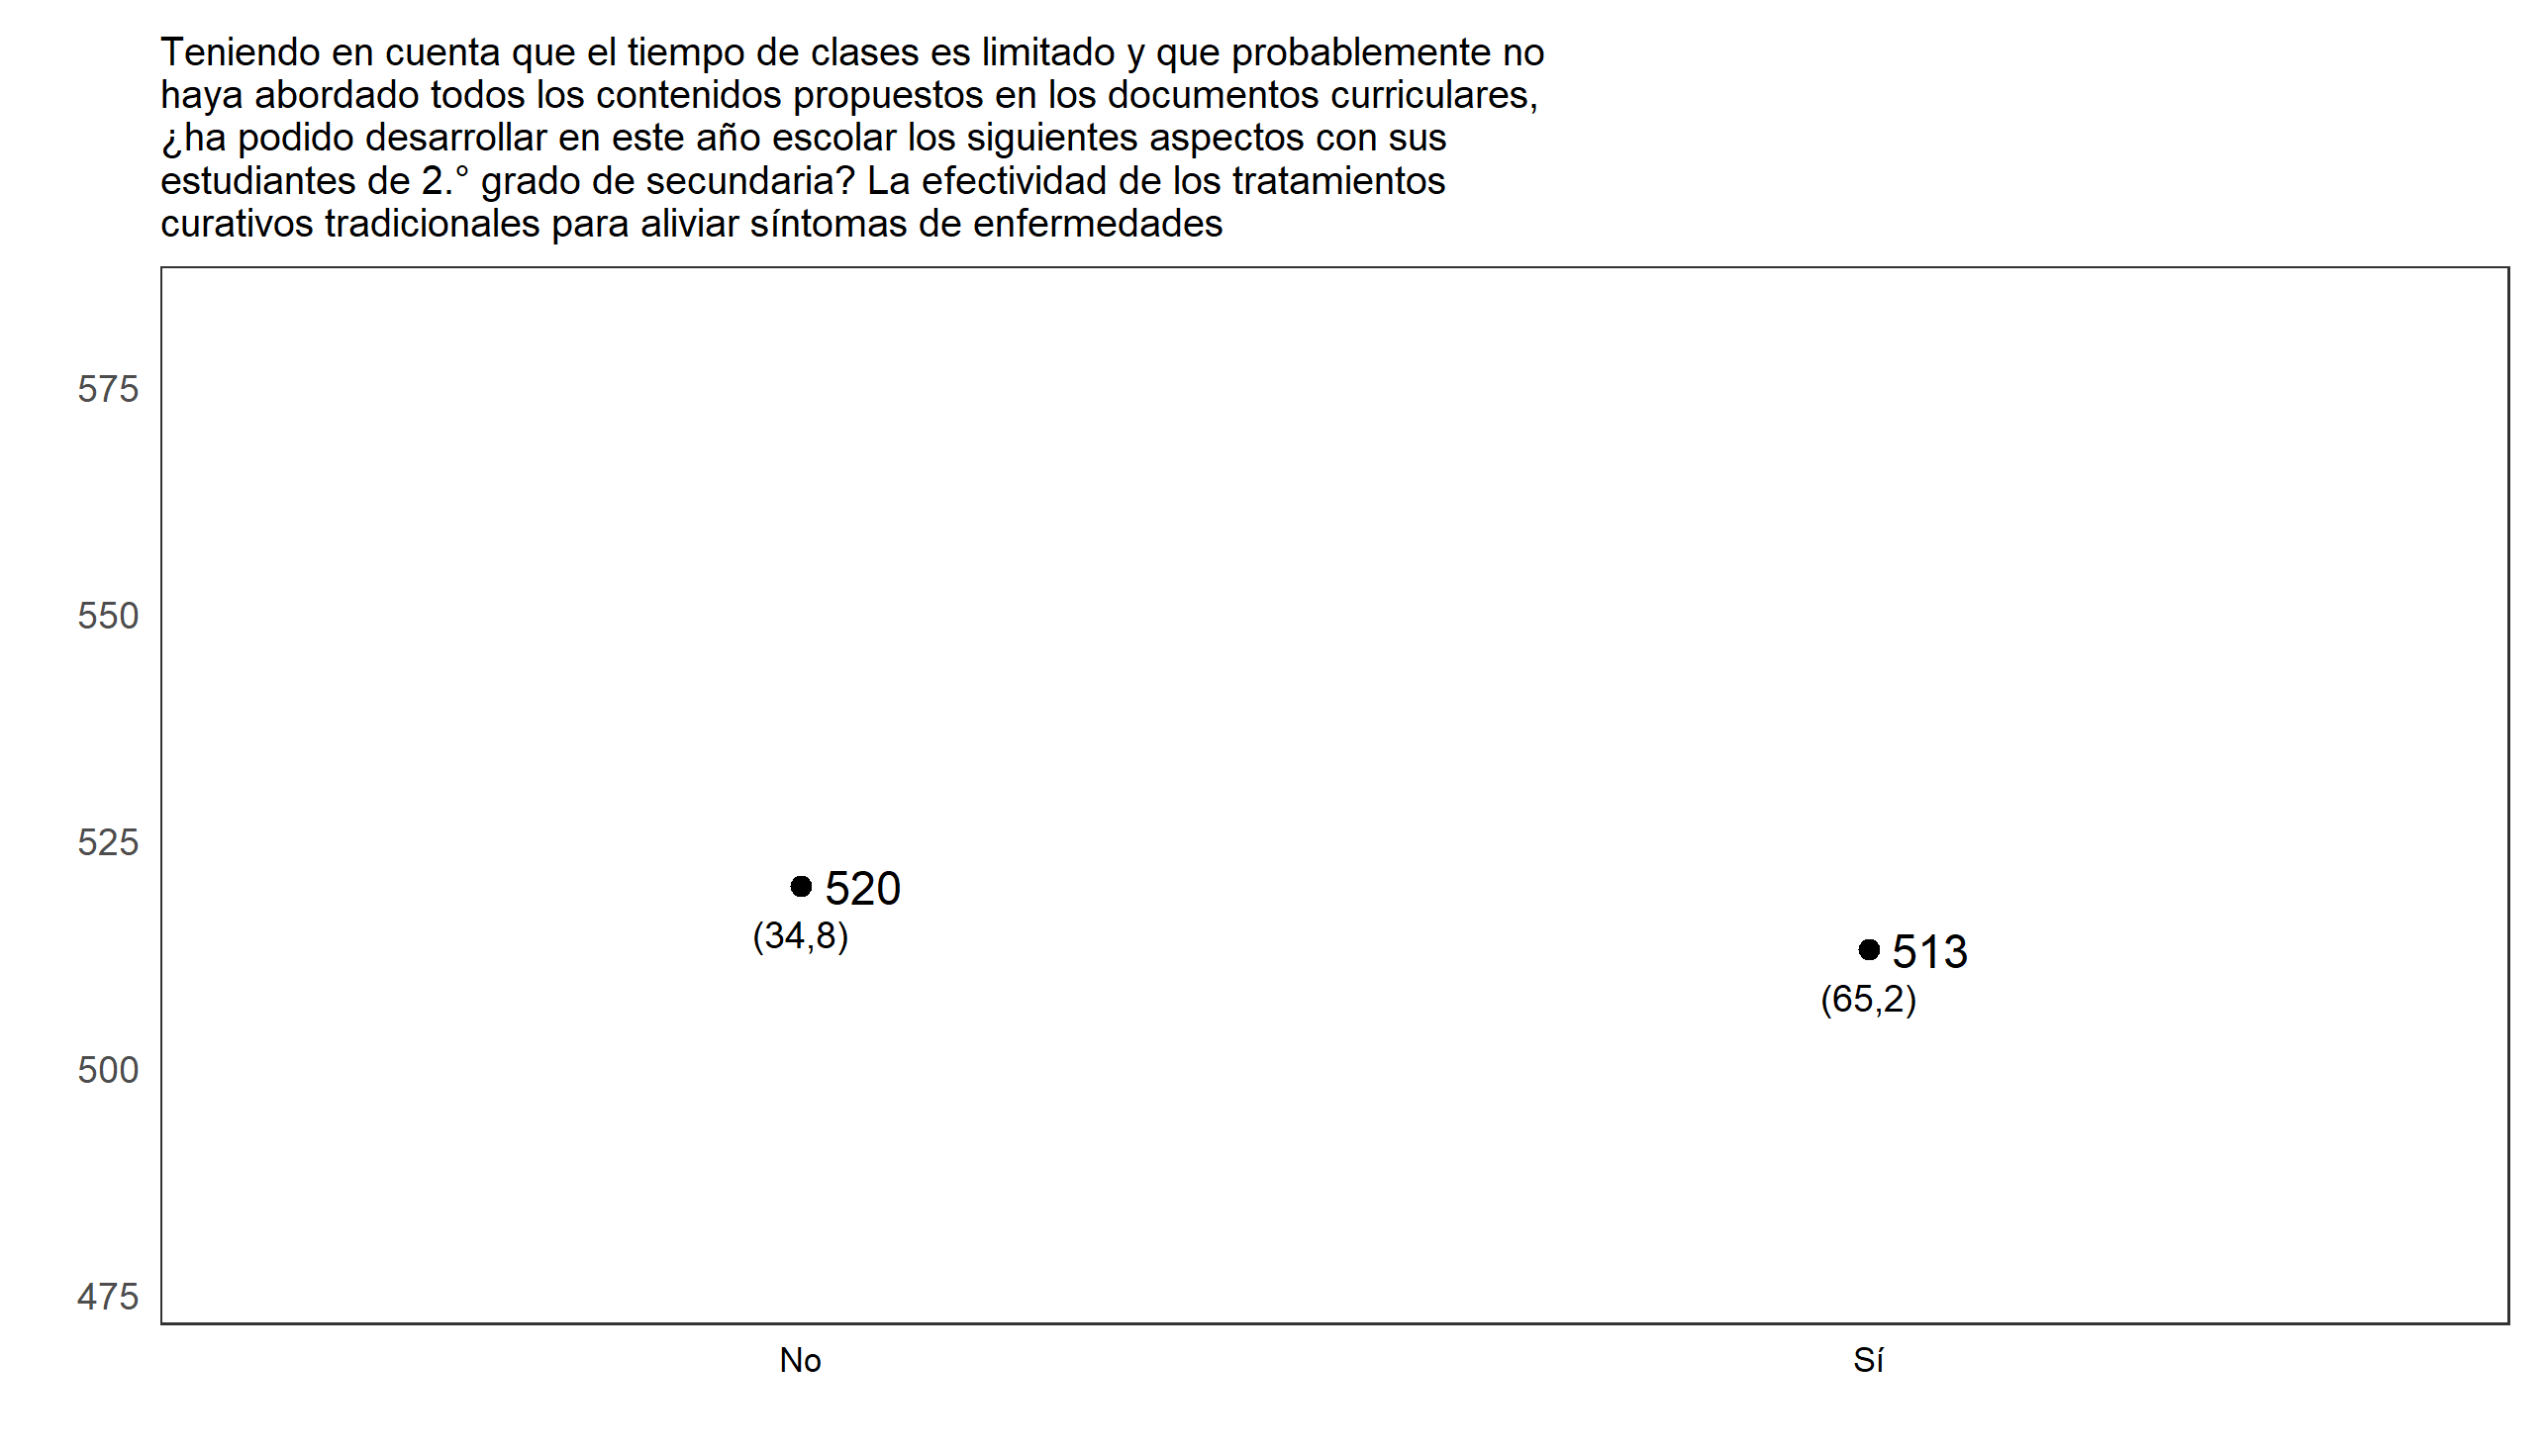 Teniendo en cuenta que el tiempo de clases es limitado y que probablemente no
haya abordado todos los contenidos propuestos en los documentos curriculares,
¿ha podido desarrollar en este año escolar los siguientes aspectos con sus
estudiantes de 2.° grado de secundaria? La efectividad de los tratamientos
curativos tradicionales para aliviar síntomas de enfermedades
575
550
525
520
(34,8)
513
(65,2)
500
475
No
Sí